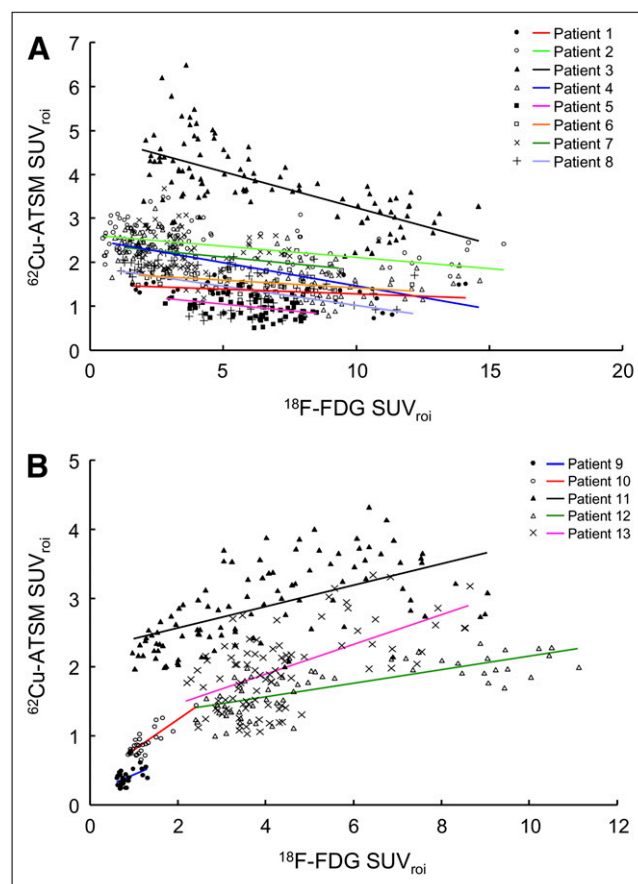 A
7
6
5
4
3
2
1
0
⁶²Cu-ATSM SUVroi
0 5 10 15 20
¹⁸F-FDG SUVroi
Patient 1
Patient 2
Patient 3
Patient 4
Patient 5
Patient 6
Patient 7
Patient 8
B
5
4
3
2
1
0
⁶²Cu-ATSM SUVroi
0 2 4 6 8 10 12
¹⁸F-FDG SUVroi
Patient 9
Patient 10
Patient 11
Patient 12
Patient 13